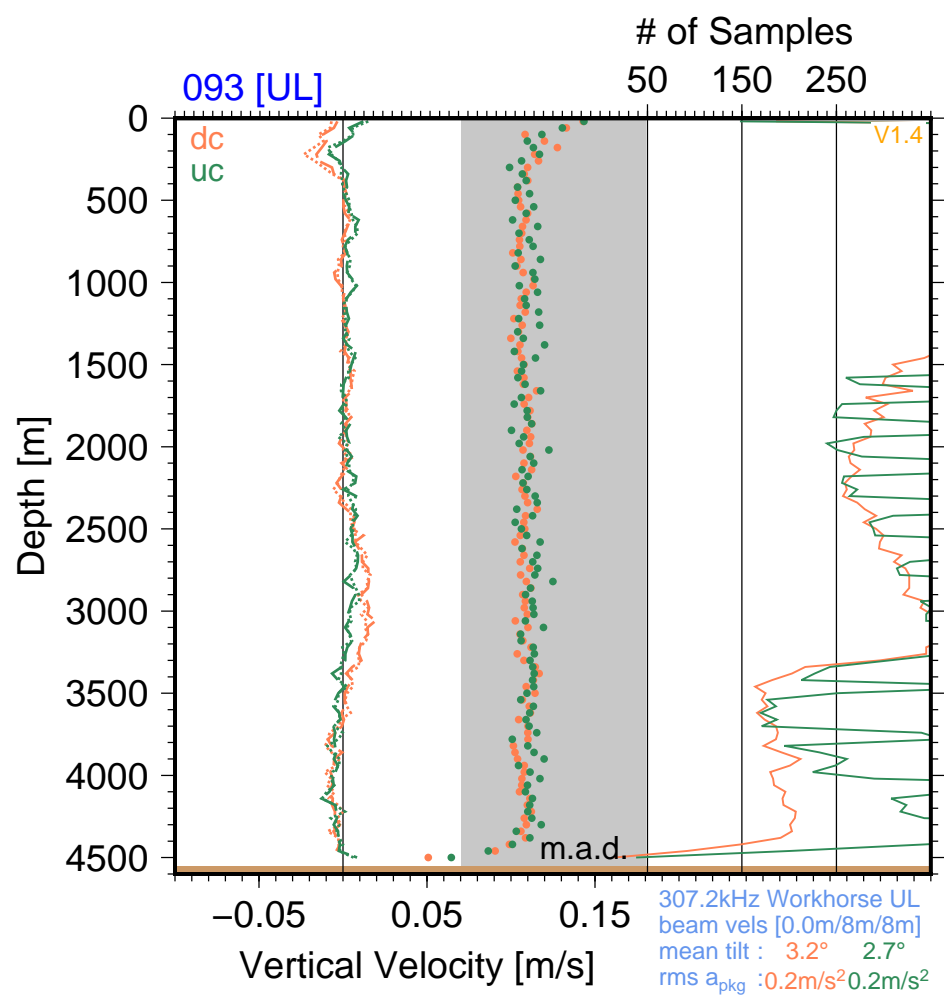 # of Samples
50 150 250
093 [UL]
dc
uc
V1.4
0
500
1000
1500
2000
2500
3000
3500
4000
4500
Depth [m]
m.a.d.
−0.05 0.05 0.15
Vertical Velocity [m/s]
307.2kHz Workhorse UL
beam vels [0.0m/8m/8m]
mean tilt : 3.2° 2.7°
rms apkg :0.2m/s² 0.2m/s²